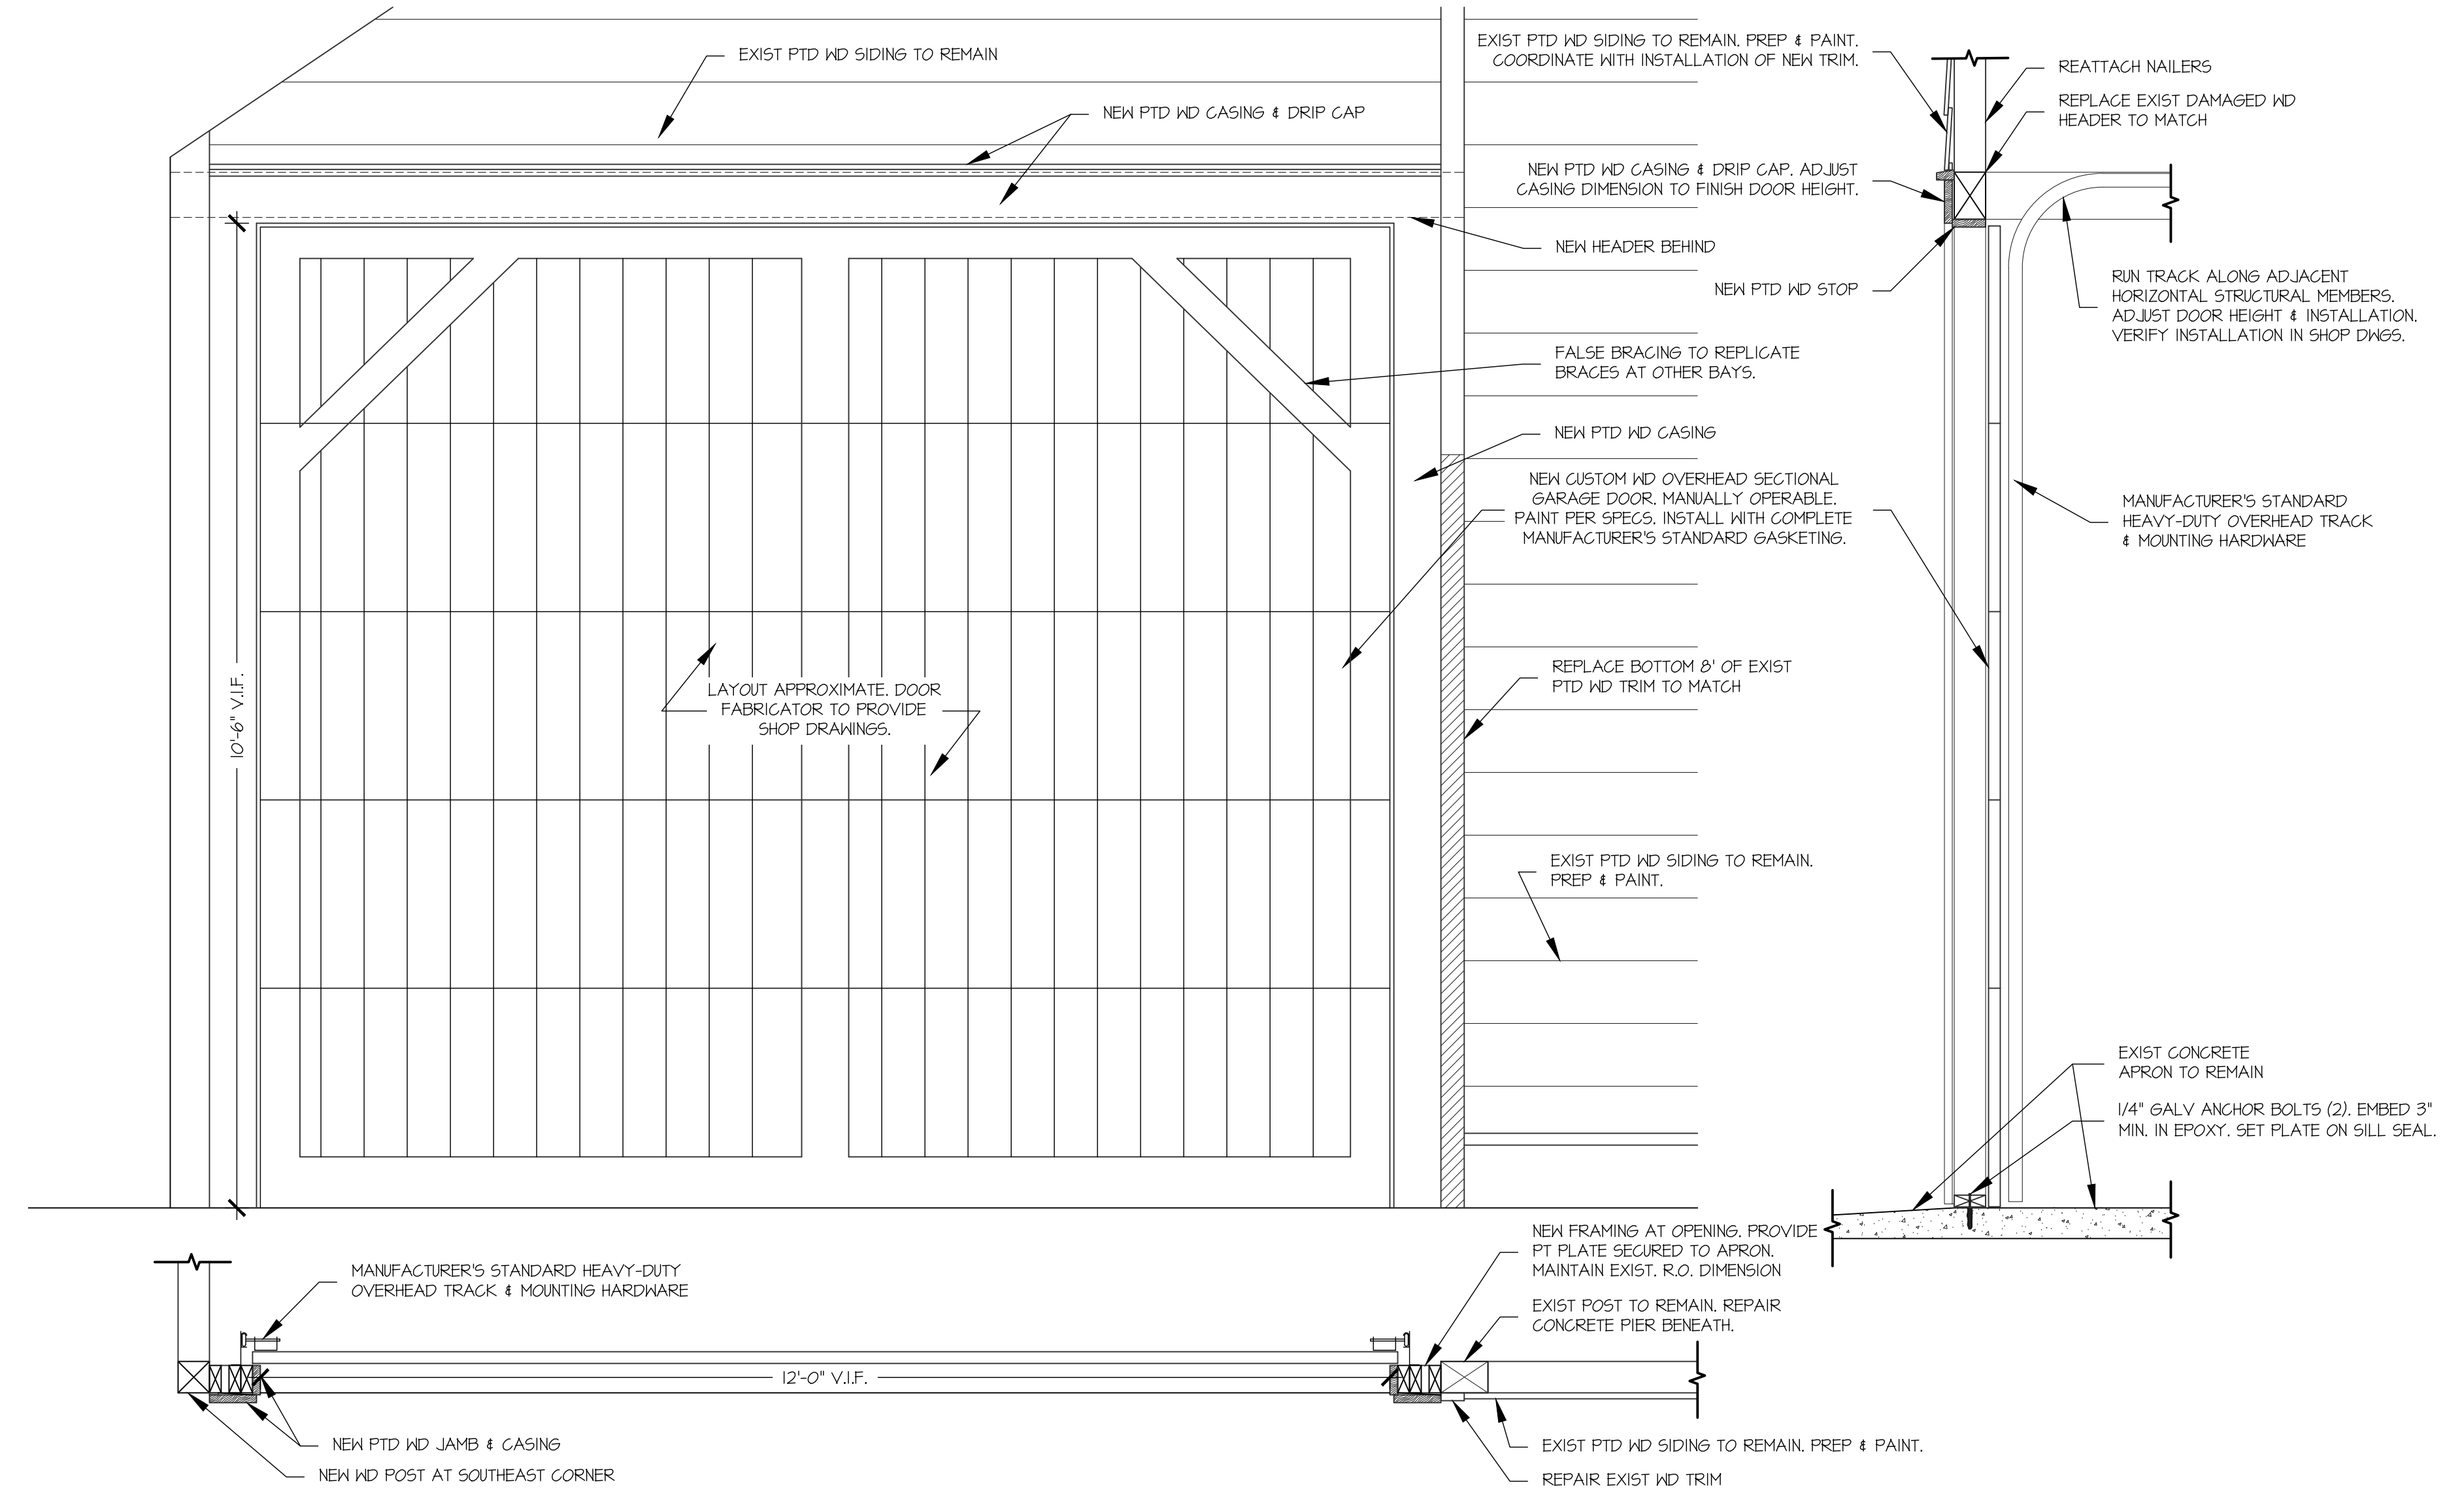 EXIST PTD WD SIDING TO REMAIN
NEW PTD WD CASING & DRIP CAP
EXIST PTD WD SIDING TO REMAIN. PREP & PAINT.
COORDINATE WITH INSTALLATION OF NEW TRIM.
NEW PTD WD CASING & DRIP CAP. ADJUST
CASING DIMENSION TO FINISH DOOR HEIGHT.
NEW HEADER BEHIND
NEW PTD WD STOP
FALSE BRACING TO REPLICATE
BRACES AT OTHER BAYS.
NEW PTD WD CASING
NEW CUSTOM WD OVERHEAD SECTIONAL
GARAGE DOOR. MANUALLY OPERABLE.
PAINT PER SPECS. INSTALL WITH COMPLETE
MANUFACTURER'S STANDARD GASKETING.
REPLACE BOTTOM 8' OF EXIST
PTD WD TRIM TO MATCH
EXIST PTD WD SIDING TO REMAIN.
PREP & PAINT.
10'-6" V.I.F.
LAYOUT APPROXIMATE. DOOR
FABRICATOR TO PROVIDE
SHOP DRAWINGS.
REATTACH NAILERS
REPLACE EXIST DAMAGED WD
HEADER TO MATCH
RUN TRACK ALONG ADJACENT
HORIZONTAL STRUCTURAL MEMBERS.
ADJUST DOOR HEIGHT & INSTALLATION.
VERIFY INSTALLATION IN SHOP DWGS.
MANUFACTURER'S STANDARD
HEAVY-DUTY OVERHEAD TRACK
& MOUNTING HARDWARE
EXIST CONCRETE
APRON TO REMAIN
1/4" GALV ANCHOR BOLTS (2). EMBED 3"
MIN. IN EPOXY. SET PLATE ON SILL SEAL.
MANUFACTURER'S STANDARD HEAVY-DUTY
OVERHEAD TRACK & MOUNTING HARDWARE
NEW FRAMING AT OPENING. PROVIDE
PT PLATE SECURED TO APRON.
MAINTAIN EXIST. R.O. DIMENSION
EXIST POST TO REMAIN. REPAIR
CONCRETE PIER BENEATH.
12'-0" V.I.F.
NEW PTD WD JAMB & CASING
NEW WD POST AT SOUTHEAST CORNER
EXIST PTD WD SIDING TO REMAIN. PREP & PAINT.
REPAIR EXIST WD TRIM